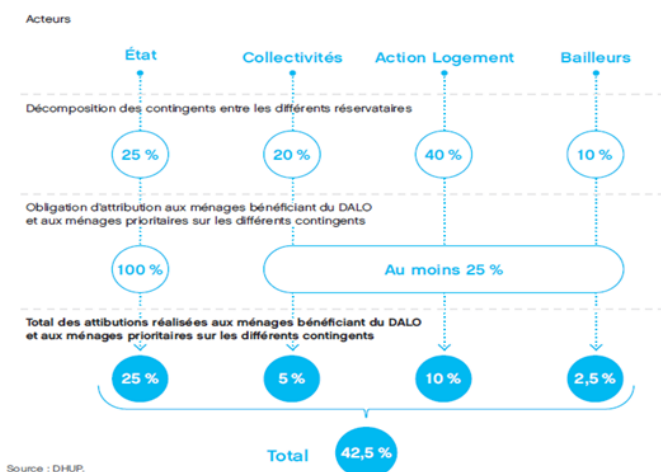 Acteurs
État Collectivités Action Logement Bailleurs
Décomposition des contingents entre les différents réservataires
25 % 20 % 40 % 10 %
Obligation d'attribution aux ménages bénéficiant du DALO
et aux ménages prioritaires sur les différents contingents
100 % Au moins 25 %
Total des attibutions réalisées aux ménages bénéficiant du DALO
et aux ménages prioritaires sur les différents contingents
25 % 5 % 10 % 2,5 %
Total 42,5 %
Source : DHUP.